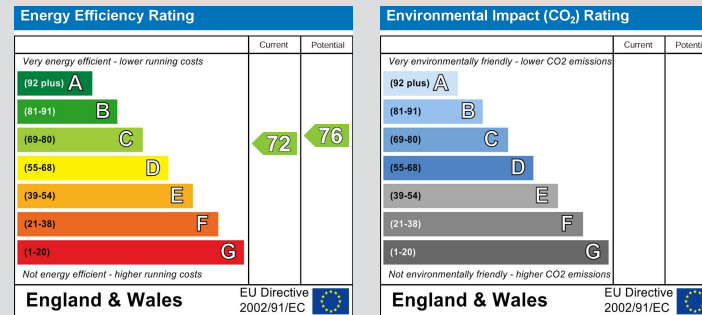 Energy Efficiency Rating
Current Potential
Very energy efficient - lower running costs
(92 plus) A
(81-91) B
(69-80) C
72 76
(55-68) D
(39-54) E
(21-38) F
(1-20) G
Not energy efficient - higher running costs
England & Wales
EU Directive
2002/91/EC
Environmental Impact (CO₂) Rating
Current Potenti
Very environmentally friendly - lower CO2 emissions
(92 plus) A
(81-91) B
(69-80) C
(55-68) D
(39-54) E
(21-38) F
(1-20) G
Not environmentally friendly - higher CO2 emissions
England & Wales
EU Directive
2002/91/EC